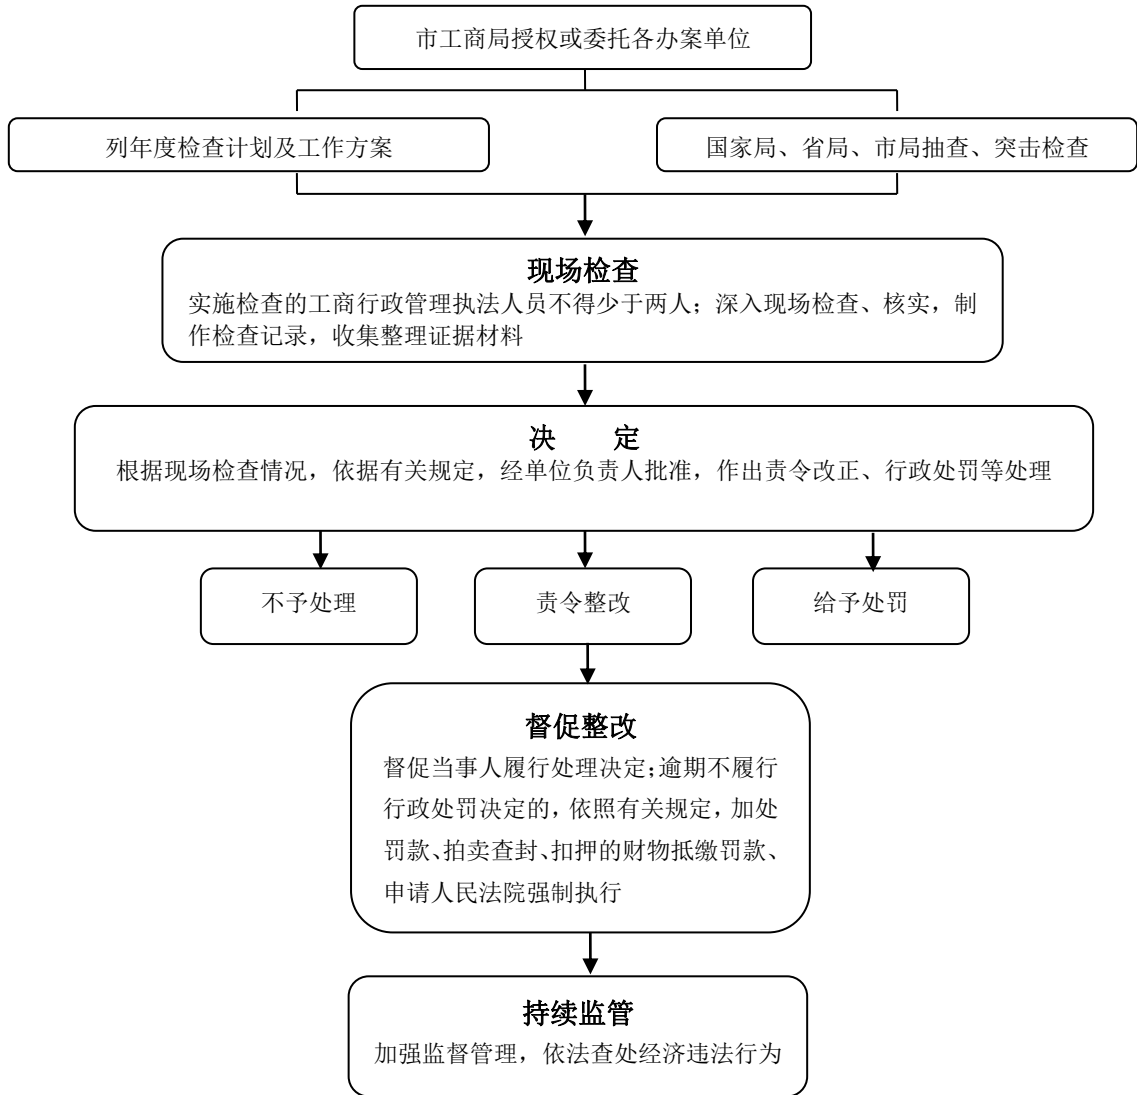 市工商局授权或委托各办案单位
列年度检查计划及工作方案
国家局、省局、市局抽查、突击检查
现场检查
实施检查的工商行政管理执法人员不得少于两人；深入现场检查、核实，制
作检查记录，收集整理证据材料
决　　定
根据现场检查情况，依据有关规定，经单位负责人批准，作出责令改正、行政处罚等处理
不予处理
责令整改
给予处罚
督促整改
督促当事人履行处理决定;逾期不履行
行政处罚决定的，依照有关规定，加处
罚款、拍卖查封、扣押的财物抵缴罚款、
申请人民法院强制执行
持续监管
加强监督管理，依法查处经济违法行为